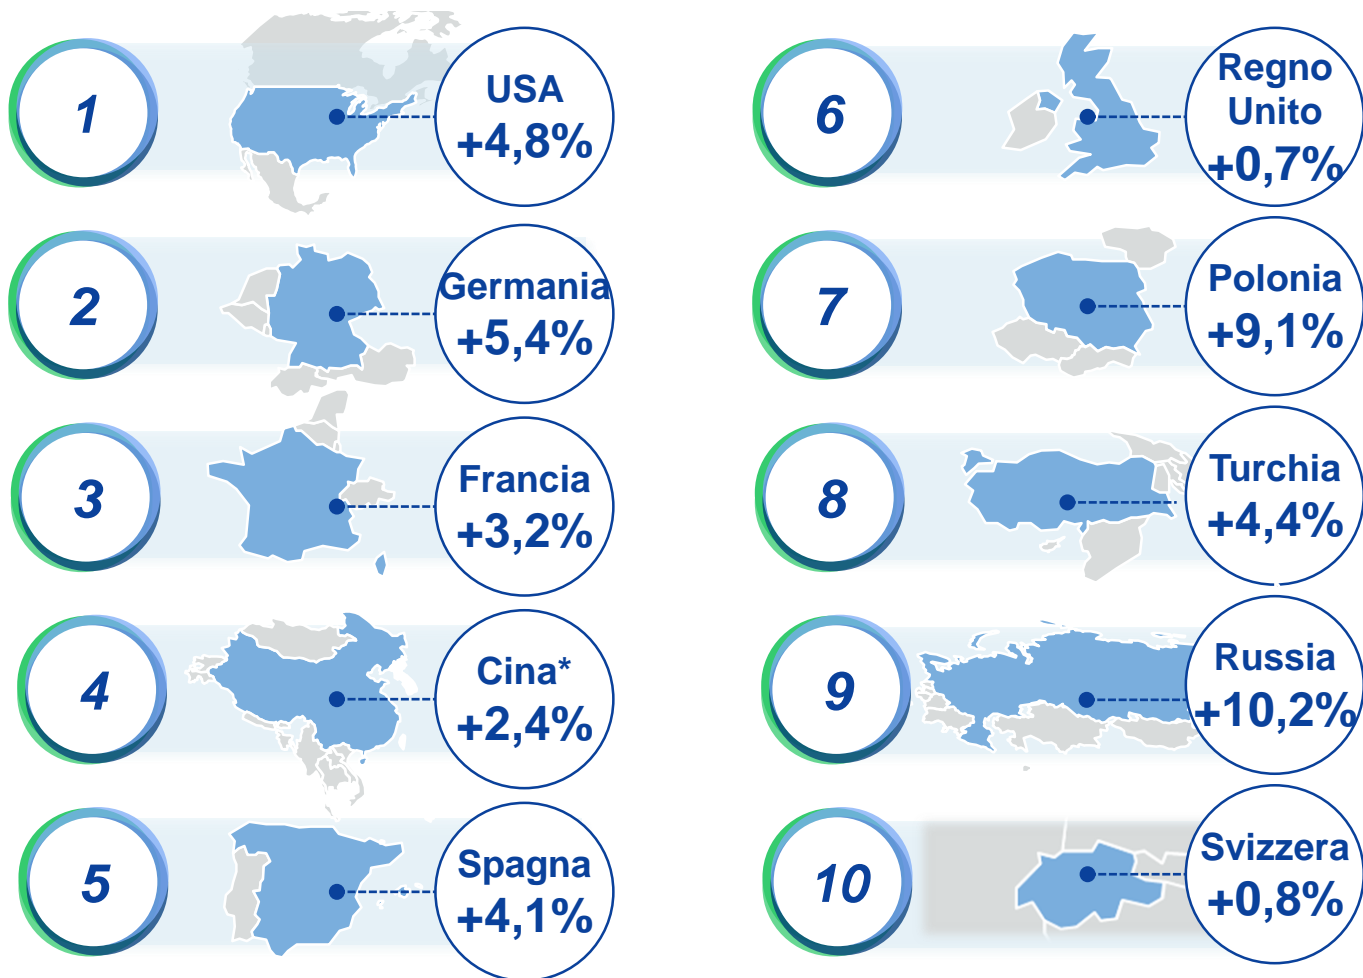 1
USA
+4,8%
2
Germania
+5,4%
3
Francia
+3,2%
4
Cina*
+2,4%
5
Spagna
+4,1%
6
Regno
Unito
+0,7%
7
Polonia
+9,1%
8
Turchia
+4,4%
9
Russia
+10,2%
10
Svizzera
+0,8%